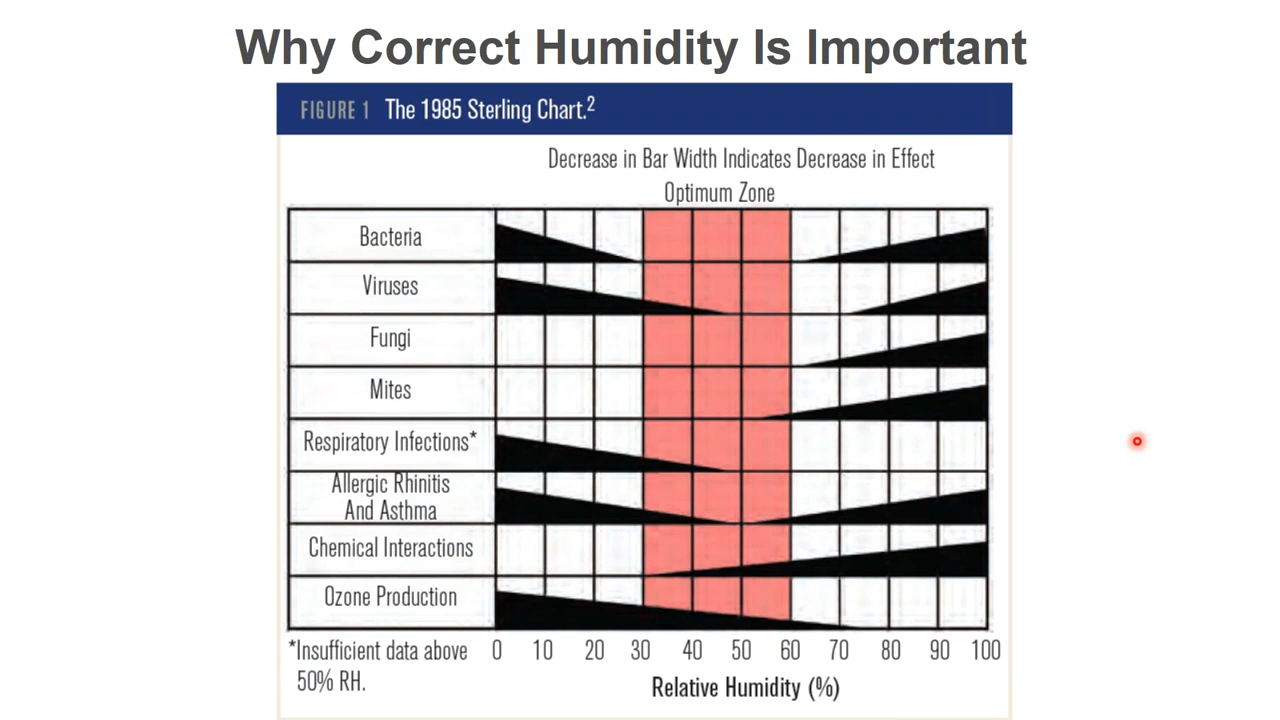 Why Correct Humidity Is Important
FIGURE 1 The 1985 Sterling Chart.2
Decrease in Bar Width Indicates Decrease in Effect
Optimum Zone
Bacteria
Viruses
Fungi
Mites
Respiratory Infections*
Allergic Rhinitis
And Asthma
Chemical Interactions
Ozone Production
*Insufficient data above
50% RH.
0 10 20 30 40 50 60 70 80 90 100
Relative Humidity (%)